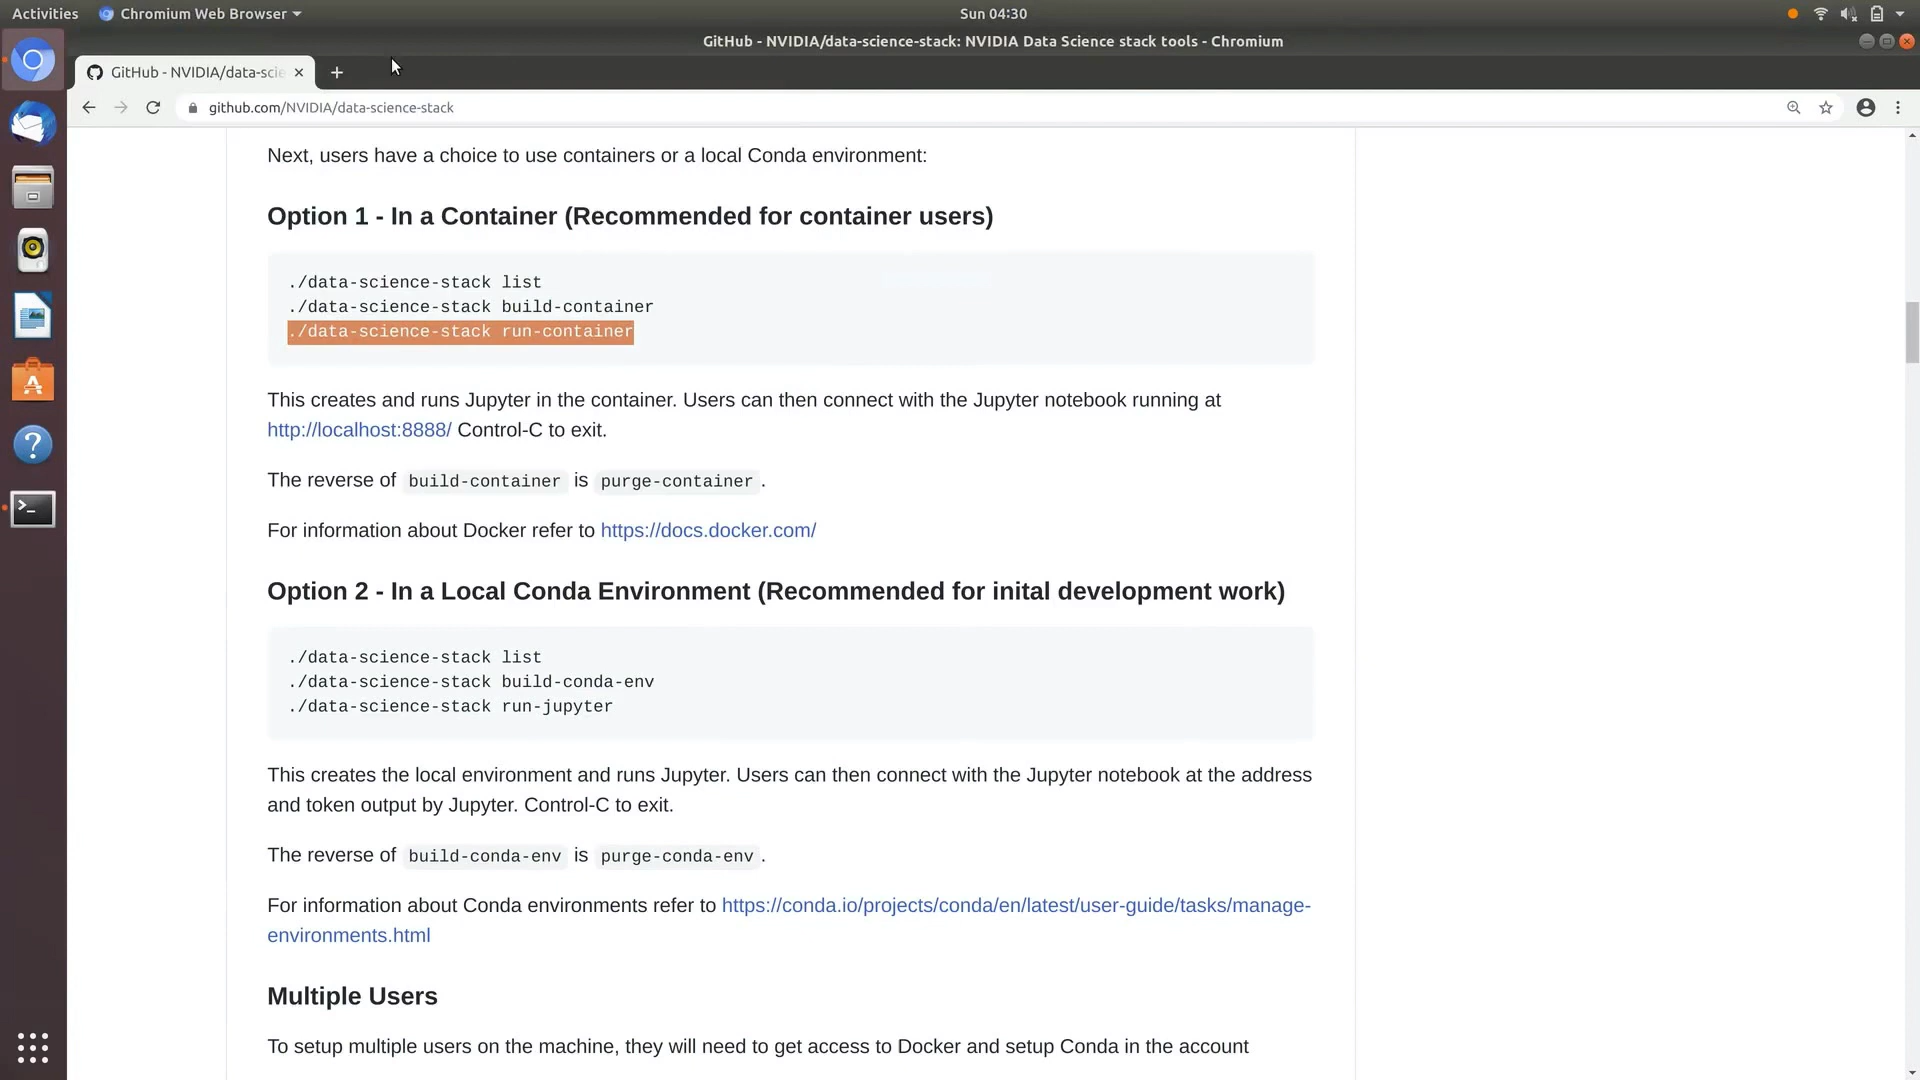 Activities
Chromium Web Browser
Sun 04:30
GitHub - NVIDIA/data-science-stack: NVIDIA Data Science stack tools - Chromium
GitHub - NVIDIA/data-scie
github.com/NVIDIA/data-science-stack
Next, users have a choice to use containers or a local Conda environment:
Option 1 - In a Container (Recommended for container users)
./data-science-stack list
./data-science-stack build-container
./data-science-stack run-container
This creates and runs Jupyter in the container. Users can then connect with the Jupyter notebook running at
http://localhost:8888/ Control-C to exit.
The reverse of build-container is purge-container.
For information about Docker refer to https://docs.docker.com/
Option 2 - In a Local Conda Environment (Recommended for inital development work)
./data-science-stack list
./data-science-stack build-conda-env
./data-science-stack run-jupyter
This creates the local environment and runs Jupyter. Users can then connect with the Jupyter notebook at the address
and token output by Jupyter. Control-C to exit.
The reverse of build-conda-env is purge-conda-env.
For information about Conda environments refer to https://conda.io/projects/conda/en/latest/user-guide/tasks/manage-
environments.html
Multiple Users
To setup multiple users on the machine, they will need to get access to Docker and setup Conda in the account